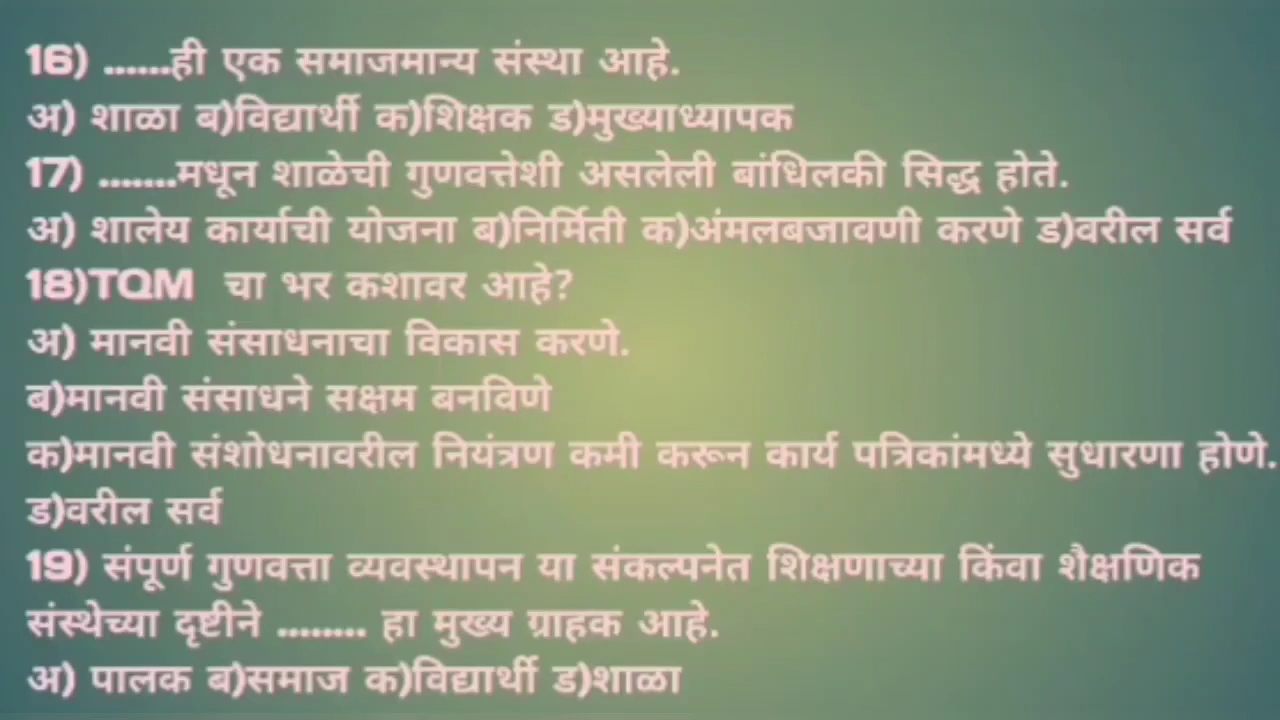 16) ......ही एक समाजमान्य संस्था आहे.
अ) शाळा ब)विद्यार्थी क)शिक्षक ड)मुख्याध्यापक
17) .......मधून शाळेची गुणवत्तेशी असलेली बांधिलकी सिद्ध होते.
अ) शालेय कार्याची योजना ब)निर्मिती क)अंमलबजावणी करणे ड)वरील सर्व
18)TQM चा भर कशावर आहे?
अ) मानवी संसाधनाचा विकास करणे.
ब)मानवी संसाधने सक्षम बनविणे
क)मानवी संशोधनावरील नियंत्रण कमी करून कार्य पत्रिकांमध्ये सुधारणा होणे.
ड)वरील सर्व
19) संपूर्ण गुणवत्ता व्यवस्थापन या संकल्पनेत शिक्षणाच्या किंवा शैक्षणिक
संस्थेच्या दृष्टीने ........ हा मुख्य ग्राहक आहे.
अ) पालक ब)समाज क)विद्यार्थी ड)शाळा